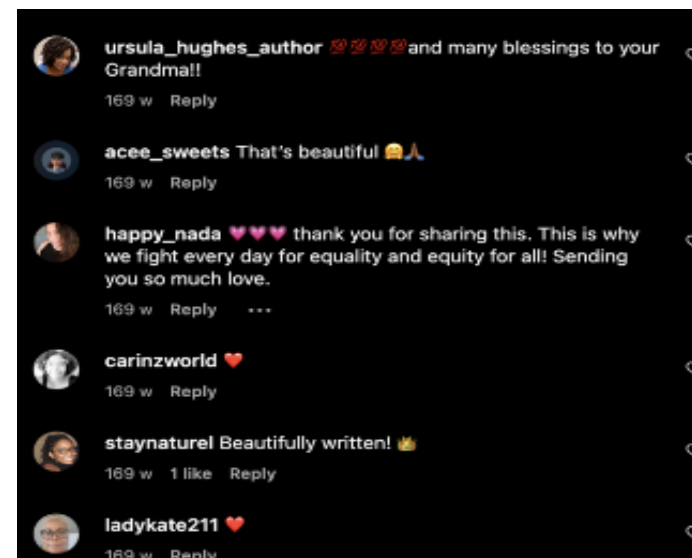 ursula_hughes_author 💯💯💯💯and many blessings to your
Grandma!!
169 w Reply
acee_sweets That's beautiful 🤗🙏🏾
169 w Reply
happy_nada 💗💗💗 thank you for sharing this. This is why
we fight every day for equality and equity for all! Sending
you so much love.
169 w Reply ...
carinzworld ❤️
169 w Reply
staynaturel Beautifully written! 👑
169 w 1 like Reply
ladykate211 ❤️
169 w Reply